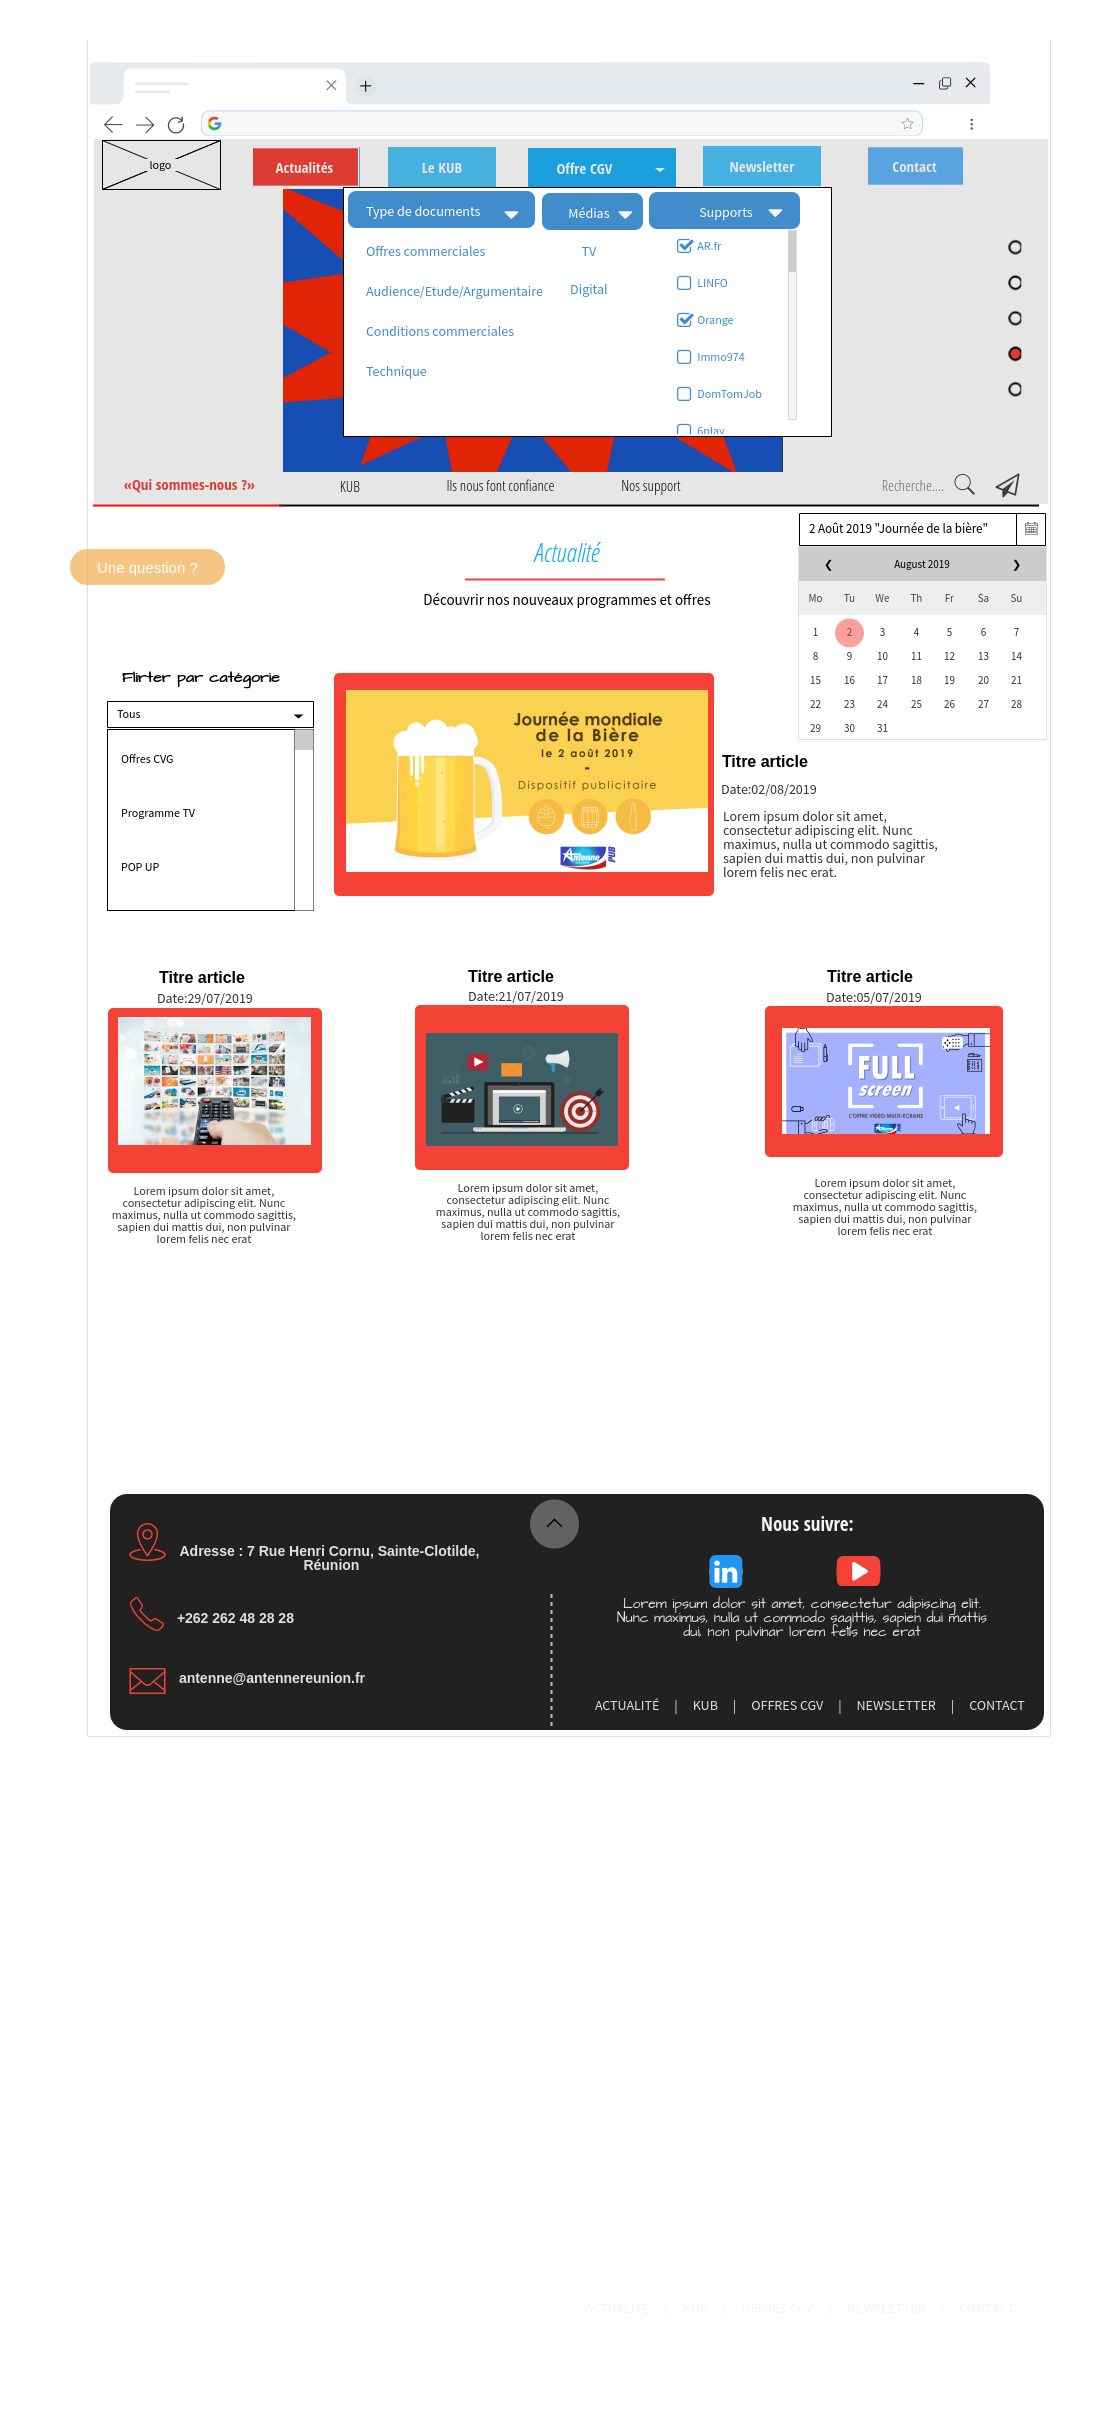 logo
Actualités
Le KUB
Offre CGV
Newsletter
Contact
Type de documents
Médias
Supports
Offres commerciales
Audience/Etude/Argumentaire
Conditions commerciales
Technique
TV
Digital
AR.fr
LINFO
Orange
Immo974
DomTomJob
6play
«Qui sommes-nous ?»
KUB
Ils nous font confiance
Nos support
Recherche....
2 Août 2019 "Journée de la bière"
August 2019
Mo Tu We Th Fr Sa Su
1 2 3 4 5 6 7
8 9 10 11 12 13 14
15 16 17 18 19 20 21
22 23 24 25 26 27 28
29 30 31
Une question ?
Actualité
Découvrir nos nouveaux programmes et offres
Flirter par catégorie
Tous
Offres CVG
Programme TV
POP UP
Journée mondiale
de la Bière
le 2 août 2019
-
Dispositif publicitaire
Antenne
PUB
Titre article
Date:02/08/2019
Lorem ipsum dolor sit amet,
consectetur adipiscing elit. Nunc
maximus, nulla ut commodo sagittis,
sapien dui mattis dui, non pulvinar
lorem felis nec erat.
Titre article
Date:29/07/2019
Lorem ipsum dolor sit amet,
consectetur adipiscing elit. Nunc
maximus, nulla ut commodo sagittis,
sapien dui mattis dui, non pulvinar
lorem felis nec erat
Titre article
Date:21/07/2019
Lorem ipsum dolor sit amet,
consectetur adipiscing elit. Nunc
maximus, nulla ut commodo sagittis,
sapien dui mattis dui, non pulvinar
lorem felis nec erat
Titre article
Date:05/07/2019
FULL
screen
L'OFFRE VIDEO MULTI-ECRANS
Lorem ipsum dolor sit amet,
consectetur adipiscing elit. Nunc
maximus, nulla ut commodo sagittis,
sapien dui mattis dui, non pulvinar
lorem felis nec erat
Adresse : 7 Rue Henri Cornu, Sainte-Clotilde,
Réunion
+262 262 48 28 28
antenne@antennereunion.fr
Nous suivre:
in
Lorem ipsum dolor sit amet, consectetur adipiscing elit.
Nunc maximus, nulla ut commodo sagittis, sapien dui mattis
dui, non pulvinar lorem felis nec erat
ACTUALITÉ | KUB | OFFRES CGV | NEWSLETTER | CONTACT
ACTUALITÉ | KUB | OFFRES CGV | NEWSLETTER | CONTACT